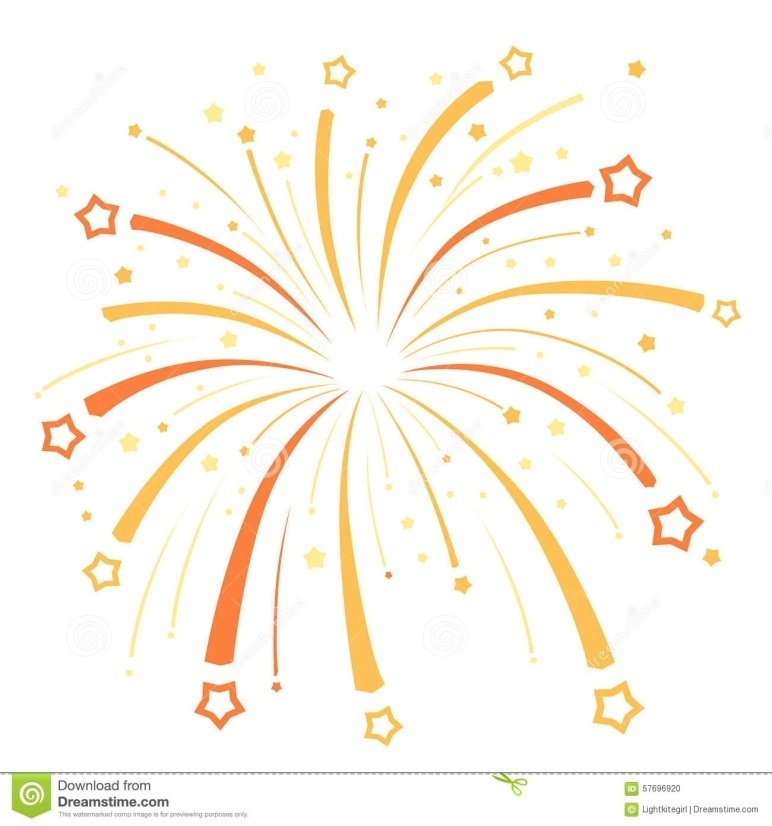 Download from
Dreamstime.com
This watermarked comp image is for previewing purposes only.
ID 57696920
Lightkitegirl | Dreamstime.com